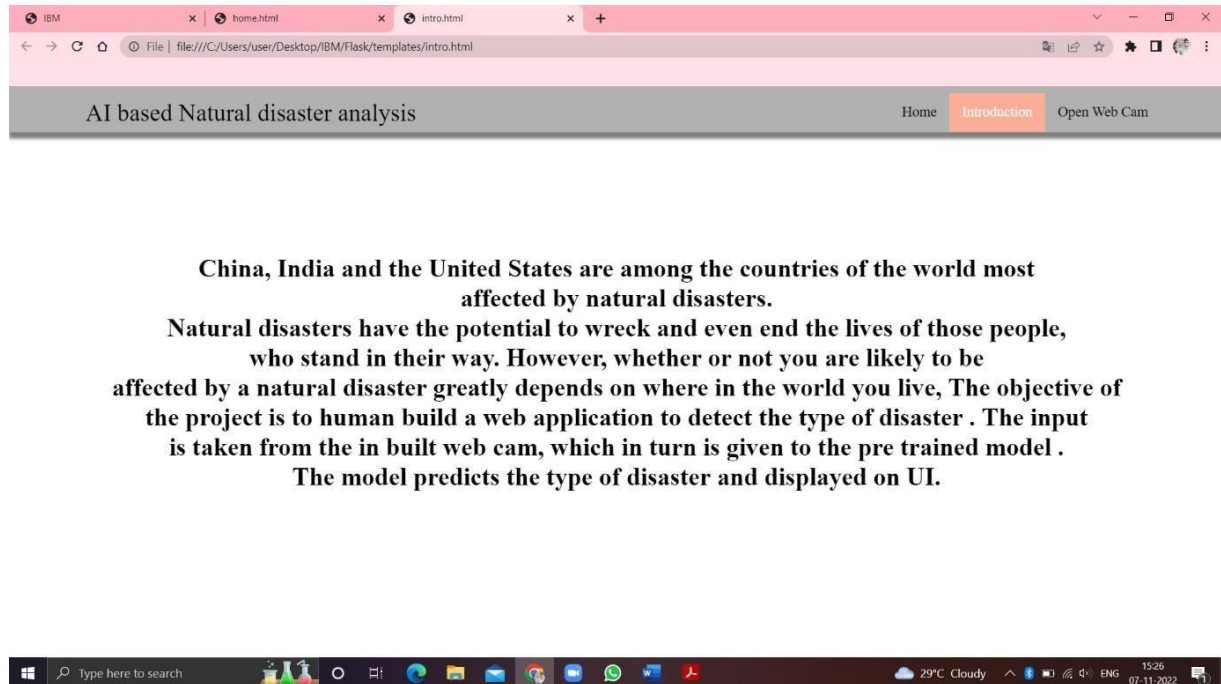 IBM
home.html
intro.html
File | file:///C:/Users/user/Desktop/IBM/Flask/templates/intro.html
AI based Natural disaster analysis
Home Introduction Open Web Cam
China, India and the United States are among the countries of the world most
affected by natural disasters.
Natural disasters have the potential to wreck and even end the lives of those people,
who stand in their way. However, whether or not you are likely to be
affected by a natural disaster greatly depends on where in the world you live, The objective of
the project is to human build a web application to detect the type of disaster . The input
is taken from the in built web cam, which in turn is given to the pre trained model .
The model predicts the type of disaster and displayed on UI.
Type here to search
29°C Cloudy
ENG
15:26
07-11-2022